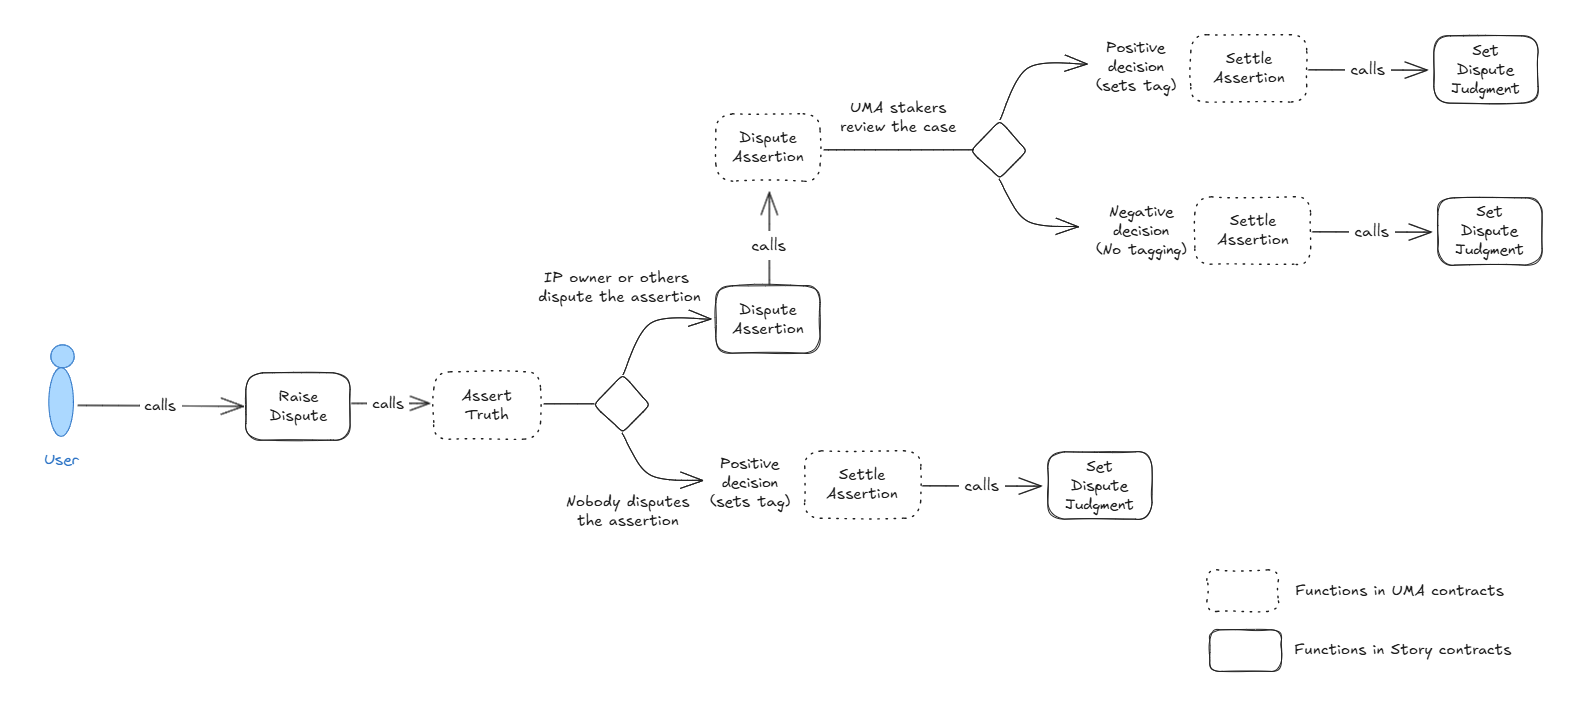 User
calls
Raise
Dispute
calls
Assert
Truth
IP owner or others
dispute the assertion
Dispute
Assertion
calls
Dispute
Assertion
UMA stakers
review the case
Positive
decision
(sets tag)
Settle
Assertion
calls
Set
Dispute
Judgment
Negative
decision
(No tagging)
Settle
Assertion
calls
Set
Dispute
Judgment
Nobody disputes
the assertion
Positive
decision
(sets tag)
Settle
Assertion
calls
Set
Dispute
Judgment
Functions in UMA contracts
Functions in Story contracts